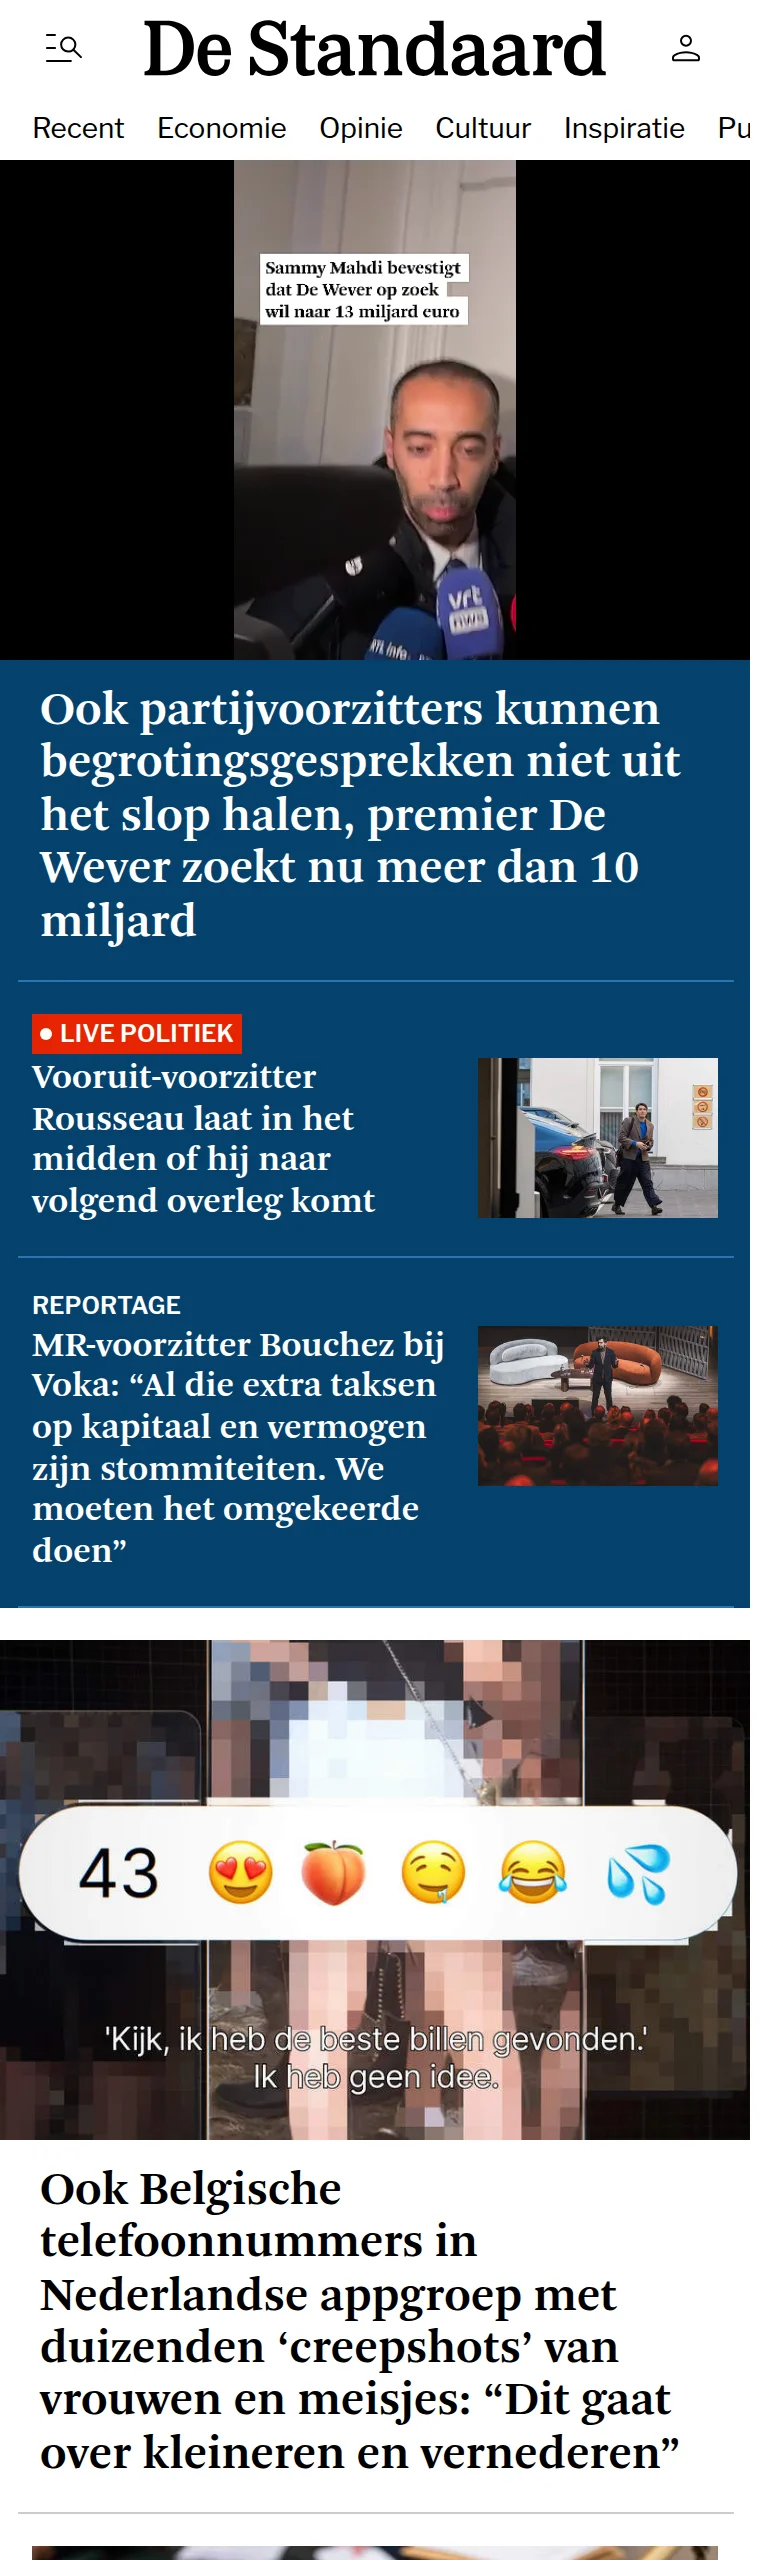 De Standaard
Recent Economie Opinie Cultuur Inspiratie Pu
Sammy Mahdi bevestigt
dat De Wever op zoek
wil naar 13 miljard euro
vrt
nws
RTL info
Ook partijvoorzitters kunnen
begrotingsgesprekken niet uit
het slop halen, premier De
Wever zoekt nu meer dan 10
miljard
LIVE POLITIEK
Vooruit-voorzitter
Rousseau laat in het
midden of hij naar
volgend overleg komt
REPORTAGE
MR-voorzitter Bouchez bij
Voka: “Al die extra taksen
op kapitaal en vermogen
zijn stommiteiten. We
moeten het omgekeerde
doen”
43 😍 🍑 🤤 😂 💦
'Kijk, ik heb de beste billen gevonden.'
Ik heb geen idee.
Ook Belgische
telefoonnummers in
Nederlandse appgroep met
duizenden ‘creepshots’ van
vrouwen en meisjes: “Dit gaat
over kleineren en vernederen”